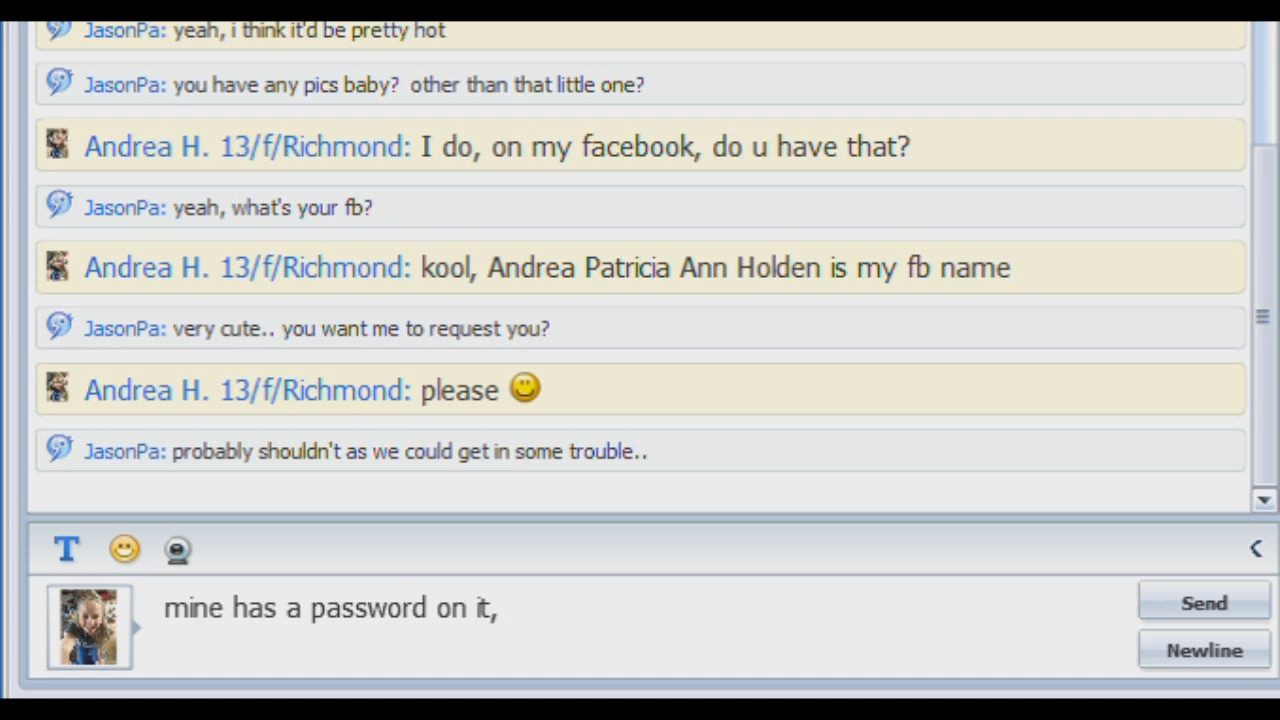 JasonPa: yeah, i think it'd be pretty hot
JasonPa: you have any pics baby? other than that little one?
Andrea H. 13/f/Richmond: I do, on my facebook, do u have that?
JasonPa: yeah, what's your fb?
Andrea H. 13/f/Richmond: kool, Andrea Patricia Ann Holden is my fb name
JasonPa: very cute.. you want me to request you?
Andrea H. 13/f/Richmond: please
JasonPa: probably shouldn't as we could get in some trouble..
T
mine has a password on it,
Send
Newline